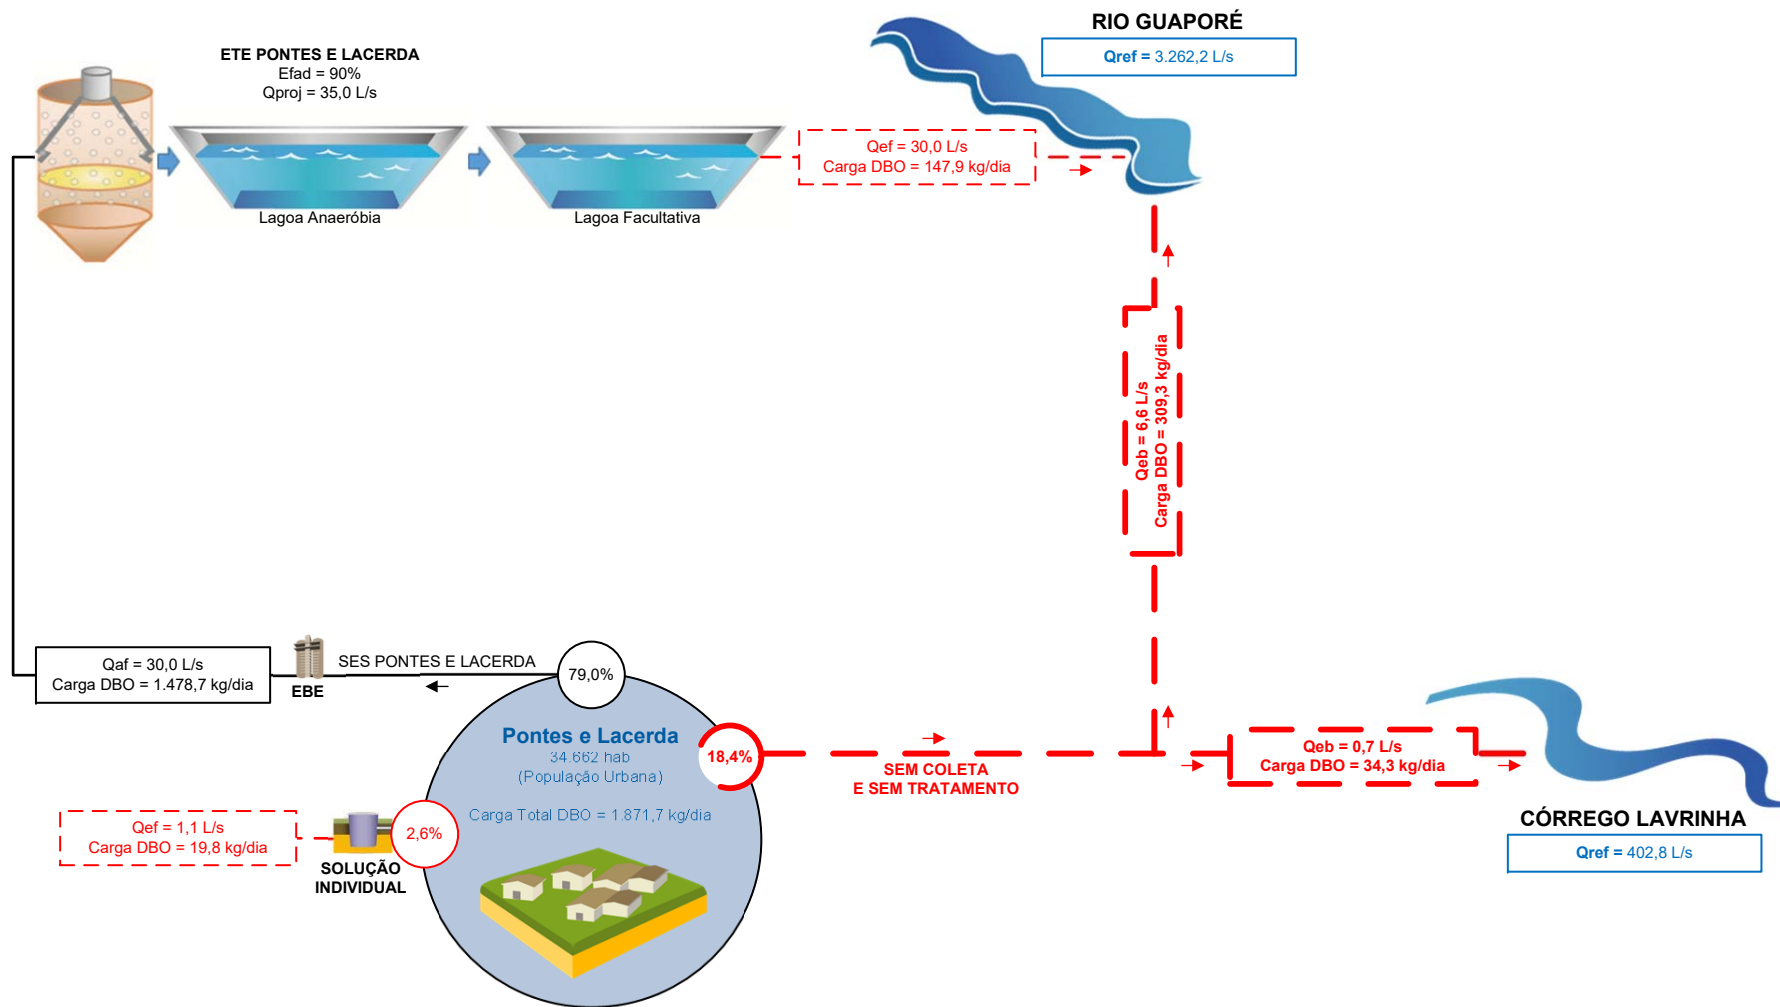 RIO GUAPORÉ
Qref = 3.262,2 L/s
ETE PONTES E LACERDA
Efad = 90%
Qproj = 35,0 L/s
Qef = 30,0 L/s
Carga DBO = 147,9 kg/dia
Lagoa Anaeróbia
Lagoa Facultativa
Qeb = 6,6 L/s
Carga DBO = 309,3 kg/dia
Qaf = 30,0 L/s
Carga DBO = 1.478,7 kg/dia
EBE
SES PONTES E LACERDA
79,0%
Pontes e Lacerda
34.662 hab
(População Urbana)
Carga Total DBO = 1.871,7 kg/dia
18,4%
SEM COLETA
E SEM TRATAMENTO
Qeb = 0,7 L/s
Carga DBO = 34,3 kg/dia
CÓRREGO LAVRINHA
Qref = 402,8 L/s
Qef = 1,1 L/s
Carga DBO = 19,8 kg/dia
2,6%
SOLUÇÃO
INDIVIDUAL